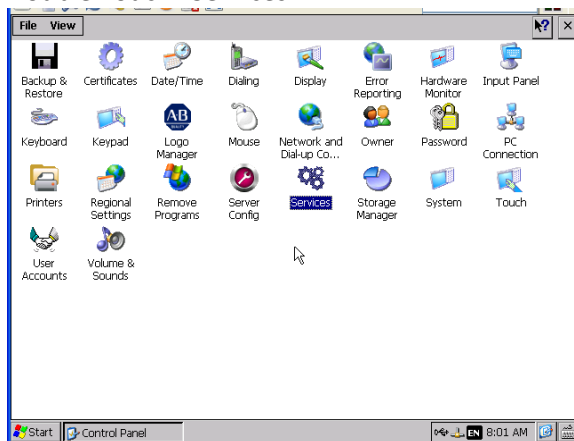 File View
Backup &
Restore
Certificates
Date/Time
Dialing
Display
Error
Reporting
Hardware
Monitor
Input Panel
Keyboard
Keypad
AB
Logo
Manager
Mouse
Network and
Dial-up Co...
Owner
Password
PC
Connection
Printers
Regional
Settings
Remove
Programs
Server
Config
Services
Storage
Manager
System
Touch
User
Accounts
Volume &
Sounds
Start Control Panel EN 8:01 AM